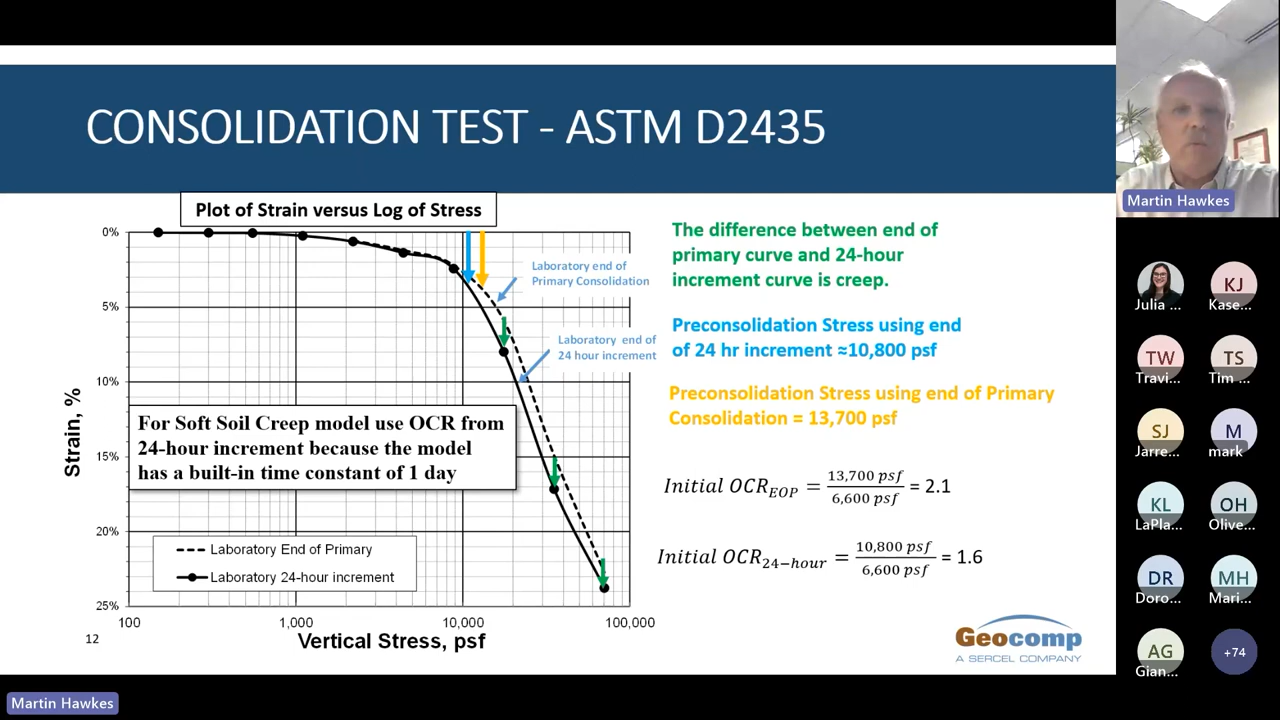 CONSOLIDATION TEST - ASTM D2435
Plot of Strain versus Log of Stress
0%
5%
10%
15%
20%
25%
Strain, %
100
1,000
10,000
100,000
Vertical Stress, psf
Laboratory end of
Primary Consolidation
Laboratory end of
24 hour increment
For Soft Soil Creep model use OCR from
24-hour increment because the model
has a built-in time constant of 1 day
Laboratory End of Primary
Laboratory 24-hour increment
The difference between end of
primary curve and 24-hour
increment curve is creep.
Preconsolidation Stress using end
of 24 hr increment ≈10,800 psf
Preconsolidation Stress using end of Primary
Consolidation = 13,700 psf
Initial OCR_EOP = 13,700 psf / 6,600 psf = 2.1
Initial OCR_24−hour = 10,800 psf / 6,600 psf = 1.6
12
Geocomp
A SERCEL COMPANY
Martin Hawkes
Julia ...
KJ
Kase...
TW
Travi...
TS
Tim ...
SJ
Jarre...
M
mark
KL
LaPla...
OH
Olive...
DR
Doro...
MH
Mari...
AG
Gian...
+74
Martin Hawkes